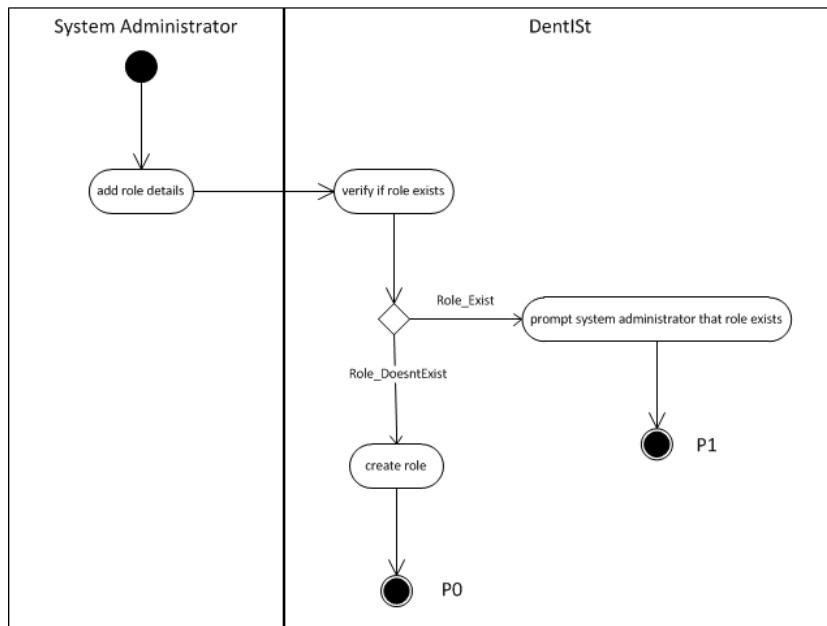 System Administrator
DentISt
add role details
verify if role exists
Role_Exist
prompt system administrator that role exists
Role_DoesntExist
P1
create role
P0